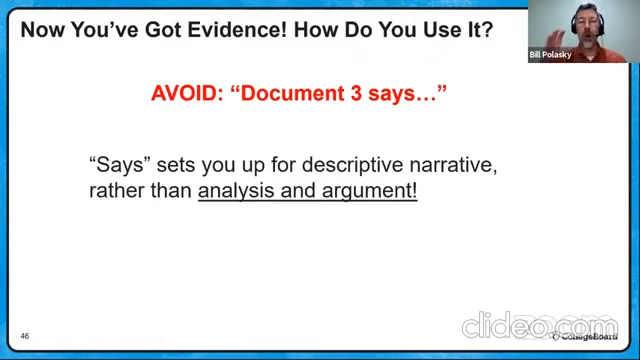 Now You've Got Evidence! How Do You Use It?
Bill Polasky
AVOID: “Document 3 says…”
“Says” sets you up for descriptive narrative,
rather than analysis and argument!
46
clideo.com
CollegeBoard